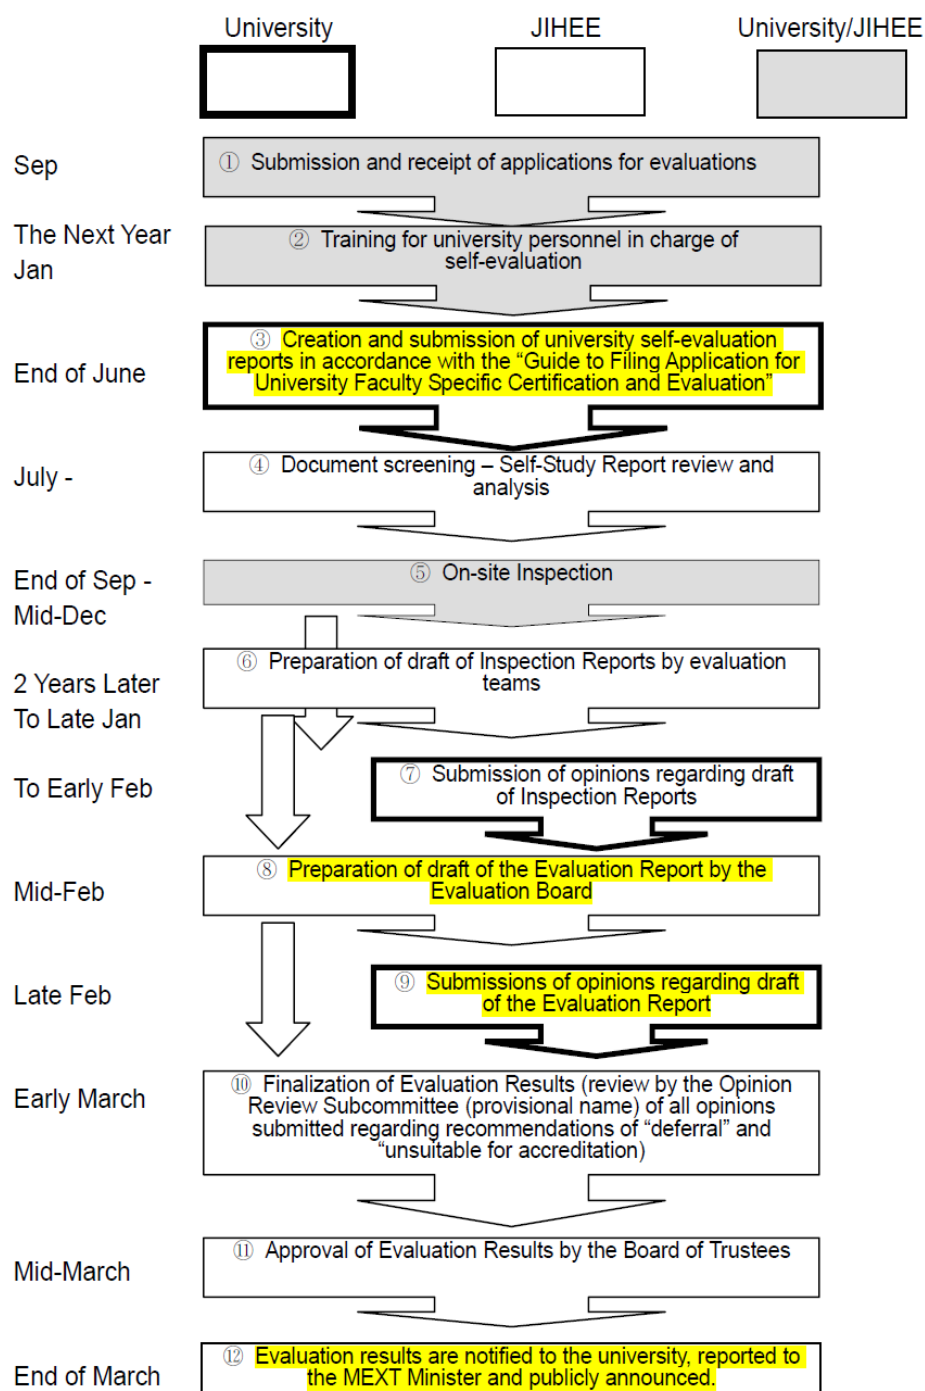 University JIHEE University/JIHEE
Sep
① Submission and receipt of applications for evaluations
The Next Year
Jan
② Training for university personnel in charge of
self-evaluation
End of June
③ Creation and submission of university self-evaluation
reports in accordance with the “Guide to Filing Application for
University Faculty Specific Certification and Evaluation”
July -
④ Document screening – Self-Study Report review and
analysis
End of Sep -
Mid-Dec
⑤ On-site Inspection
2 Years Later
To Late Jan
⑥ Preparation of draft of Inspection Reports by evaluation
teams
To Early Feb
⑦ Submission of opinions regarding draft
of Inspection Reports
Mid-Feb
⑧ Preparation of draft of the Evaluation Report by the
Evaluation Board
Late Feb
⑨ Submissions of opinions regarding draft
of the Evaluation Report
Early March
⑩ Finalization of Evaluation Results (review by the Opinion
Review Subcommittee (provisional name) of all opinions
submitted regarding recommendations of “deferral” and
“unsuitable for accreditation)
Mid-March
⑪ Approval of Evaluation Results by the Board of Trustees
End of March
⑫ Evaluation results are notified to the university, reported to
the MEXT Minister and publicly announced.